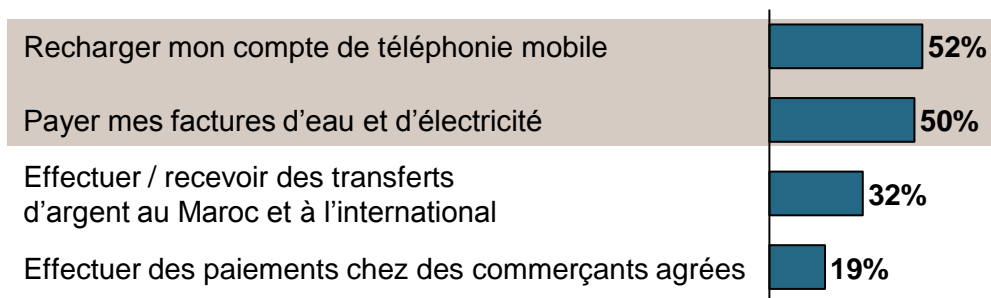 Recharger mon compte de téléphonie mobile 52%
Payer mes factures d’eau et d’électricité 50%
Effectuer / recevoir des transferts
d’argent au Maroc et à l’international 32%
Effectuer des paiements chez des commerçants agrées 19%